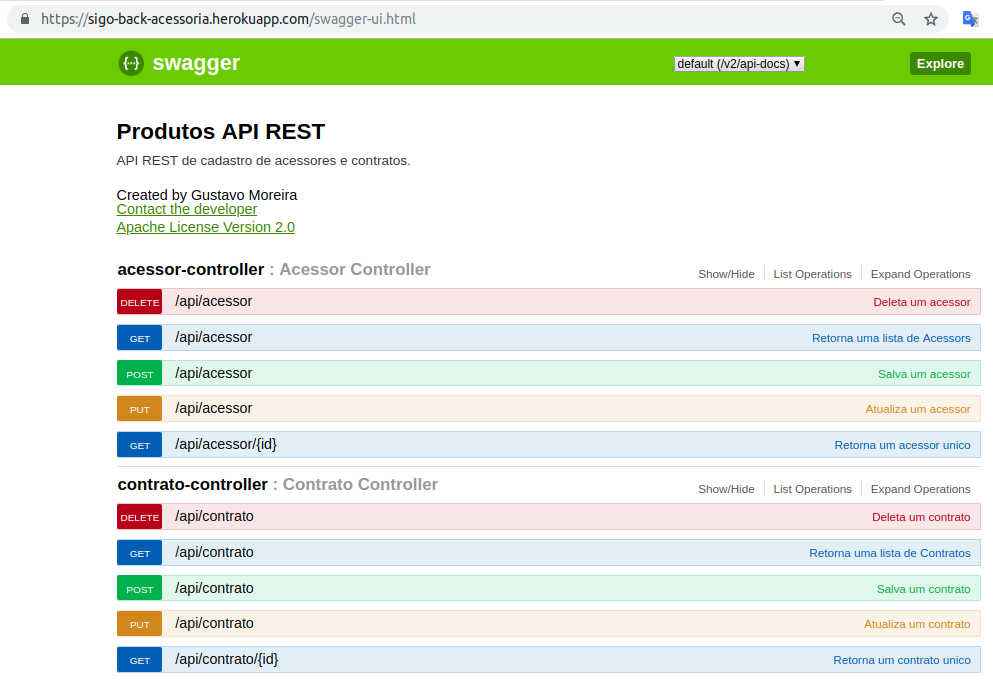 https://sigo-back-acessoria.herokuapp.com/swagger-ui.html
{··} swagger default (/v2/api-docs) ▼ Explore
Produtos API REST
API REST de cadastro de acessores e contratos.
Created by Gustavo Moreira
Contact the developer
Apache License Version 2.0
acessor-controller : Acessor Controller Show/Hide List Operations Expand Operations
DELETE /api/acessor Deleta um acessor
GET /api/acessor Retorna uma lista de Acessors
POST /api/acessor Salva um acessor
PUT /api/acessor Atualiza um acessor
GET /api/acessor/{id} Retorna um acessor unico
contrato-controller : Contrato Controller Show/Hide List Operations Expand Operations
DELETE /api/contrato Deleta um contrato
GET /api/contrato Retorna uma lista de Contratos
POST /api/contrato Salva um contrato
PUT /api/contrato Atualiza um contrato
GET /api/contrato/{id} Retorna um contrato unico